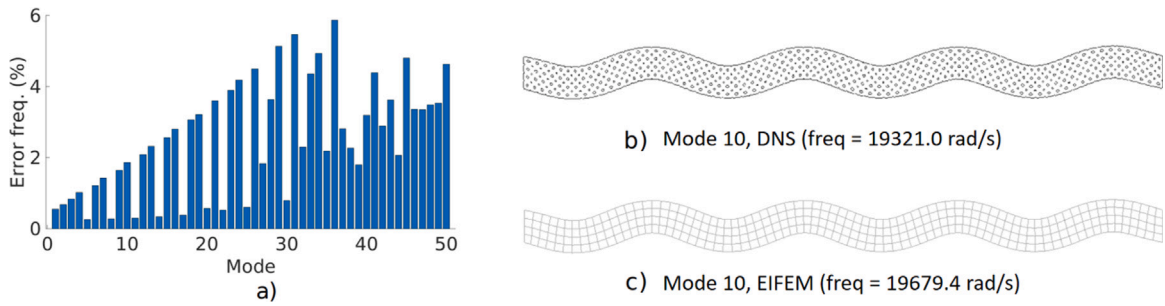 6
4
2
0
Error freq. (%)
0 10 20 30 40 50
Mode
a)
b) Mode 10, DNS (freq = 19321.0 rad/s)
c) Mode 10, EIFEM (freq = 19679.4 rad/s)